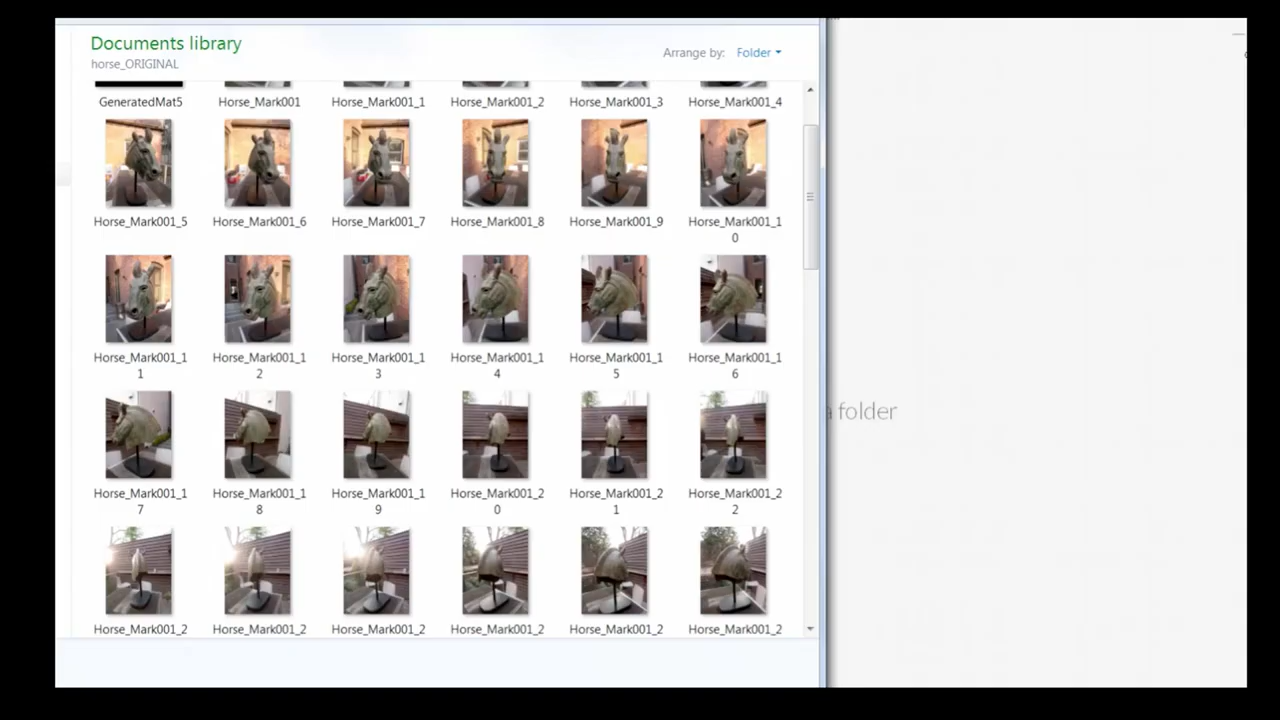 Documents library
horse_ORIGINAL
Arrange by: Folder
GeneratedMat5 Horse_Mark001 Horse_Mark001_1 Horse_Mark001_2 Horse_Mark001_3 Horse_Mark001_4
Horse_Mark001_5 Horse_Mark001_6 Horse_Mark001_7 Horse_Mark001_8 Horse_Mark001_9 Horse_Mark001_1
0
Horse_Mark001_1 Horse_Mark001_1 Horse_Mark001_1 Horse_Mark001_1 Horse_Mark001_1 Horse_Mark001_1
1 2 3 4 5 6
a folder
Horse_Mark001_1 Horse_Mark001_1 Horse_Mark001_1 Horse_Mark001_2 Horse_Mark001_2 Horse_Mark001_2
7 8 9 0 1 2
Horse_Mark001_2 Horse_Mark001_2 Horse_Mark001_2 Horse_Mark001_2 Horse_Mark001_2 Horse_Mark001_2